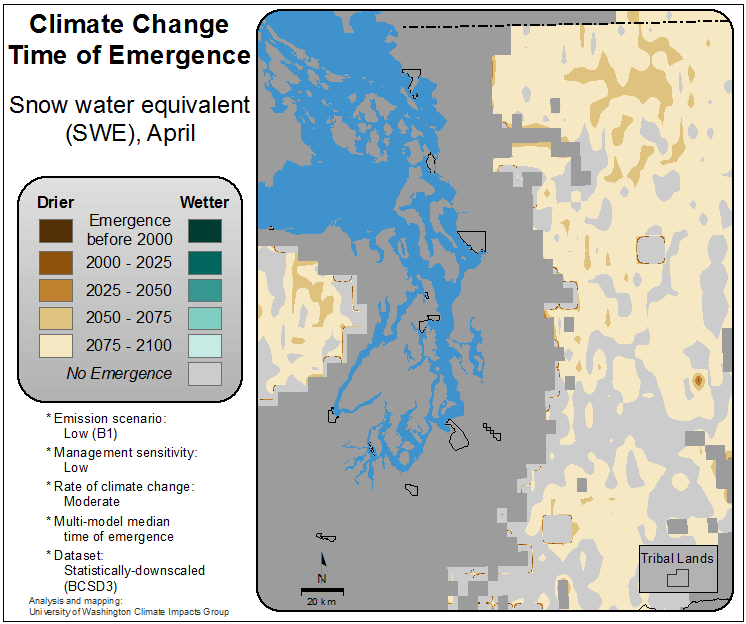 Climate Change
Time of Emergence
Snow water equivalent
(SWE), April
Drier
Wetter
Emergence
before 2000
2000 - 2025
2025 - 2050
2050 - 2075
2075 - 2100
No Emergence
* Emission scenario:
Low (B1)
* Management sensitivity:
Low
* Rate of climate change:
Moderate
* Multi-model median
time of emergence
* Dataset:
Statistically-downscaled
(BCSD3)
Analysis and mapping:
University of Washington Climate Impacts Group
N
20 km
Tribal Lands